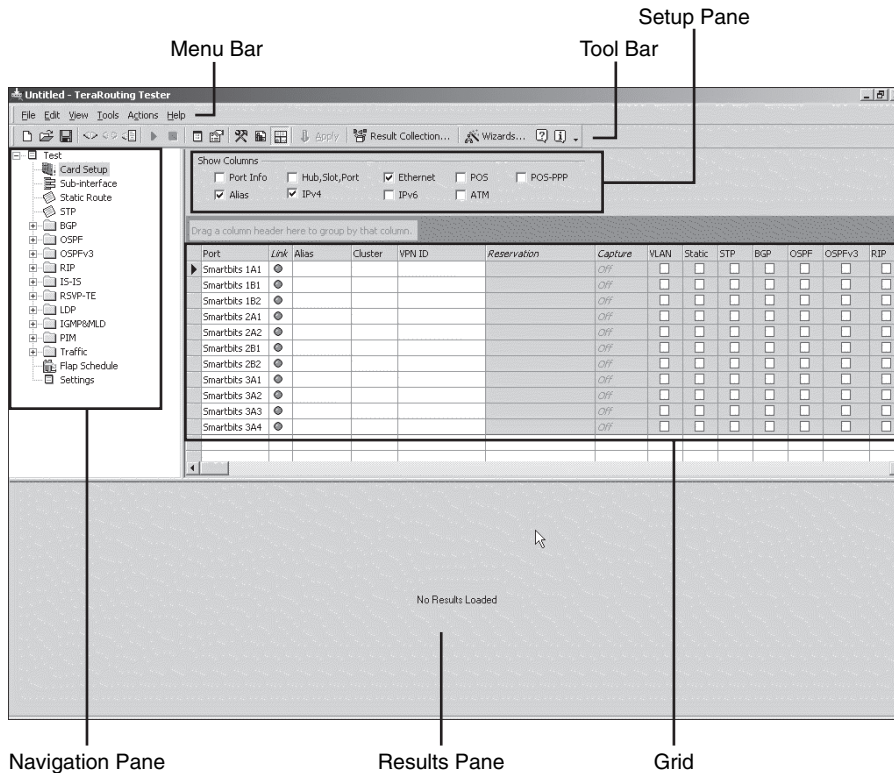 Setup Pane
Menu Bar
Tool Bar
Untitled - TeraRouting Tester
File Edit View Tools Actions Help
Apply Result Collection... Wizards...
Test
Card Setup
Sub-interface
Static Route
STP
BGP
OSPF
OSPFv3
RIP
IS-IS
RSVP-TE
LDP
IGMP&MLD
PIM
Traffic
Flap Schedule
Settings
Show Columns
Port Info Hub,Slot,Port Ethernet POS POS-PPP
Alias IPv4 IPv6 ATM
Drag a column header here to group by that column.
Port Link Alias Cluster VPN ID Reservation Capture VLAN Static STP BGP OSPF OSPFv3 RIP
Smartbits 1A1 Off
Smartbits 1B1 Off
Smartbits 1B2 Off
Smartbits 2A1 Off
Smartbits 2A2 Off
Smartbits 2B1 Off
Smartbits 2B2 Off
Smartbits 3A1 Off
Smartbits 3A2 Off
Smartbits 3A3 Off
Smartbits 3A4 Off
No Results Loaded
Navigation Pane
Results Pane
Grid